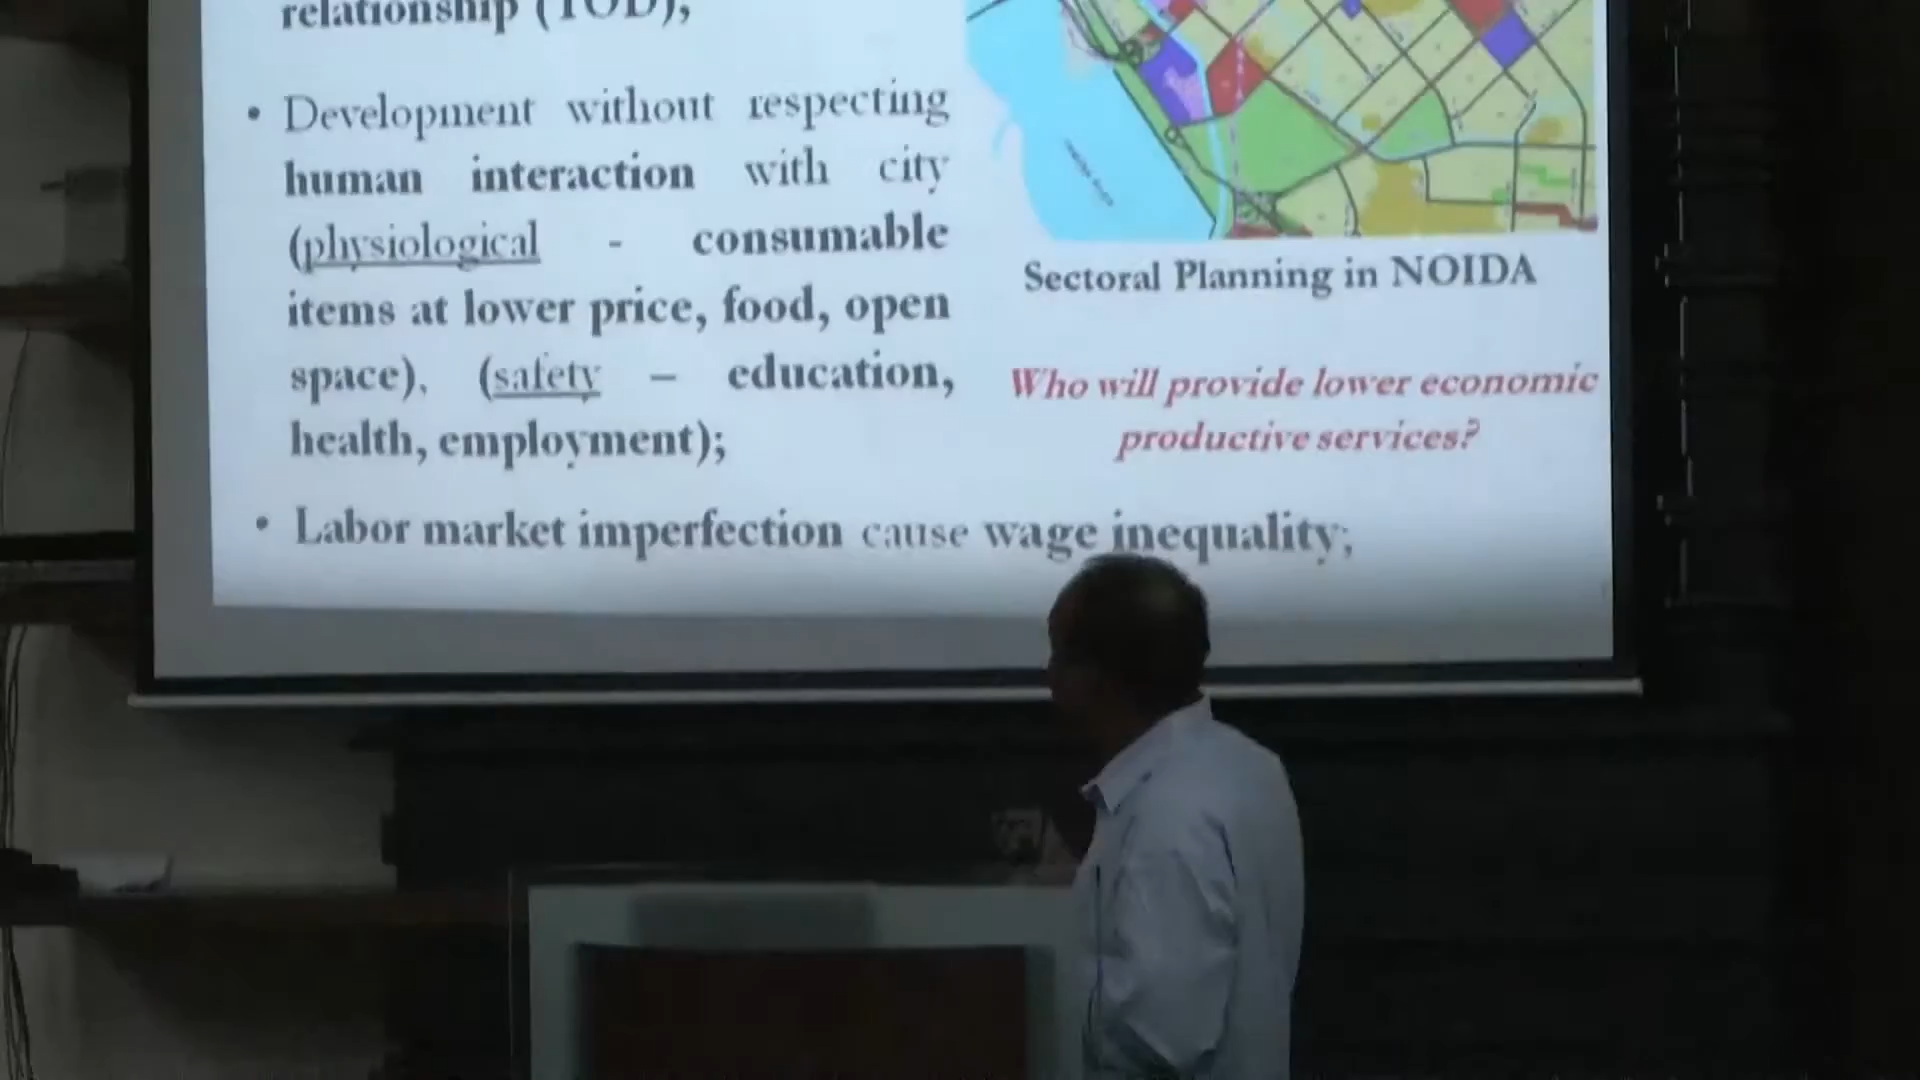 relationship (TOD);
• Development without respecting
human interaction with city
(physiological - consumable
items at lower price, food, open
space), (safety – education,
health, employment);
• Labor market imperfection cause wage inequality;
Sectoral Planning in NOIDA
Who will provide lower economic
productive services?